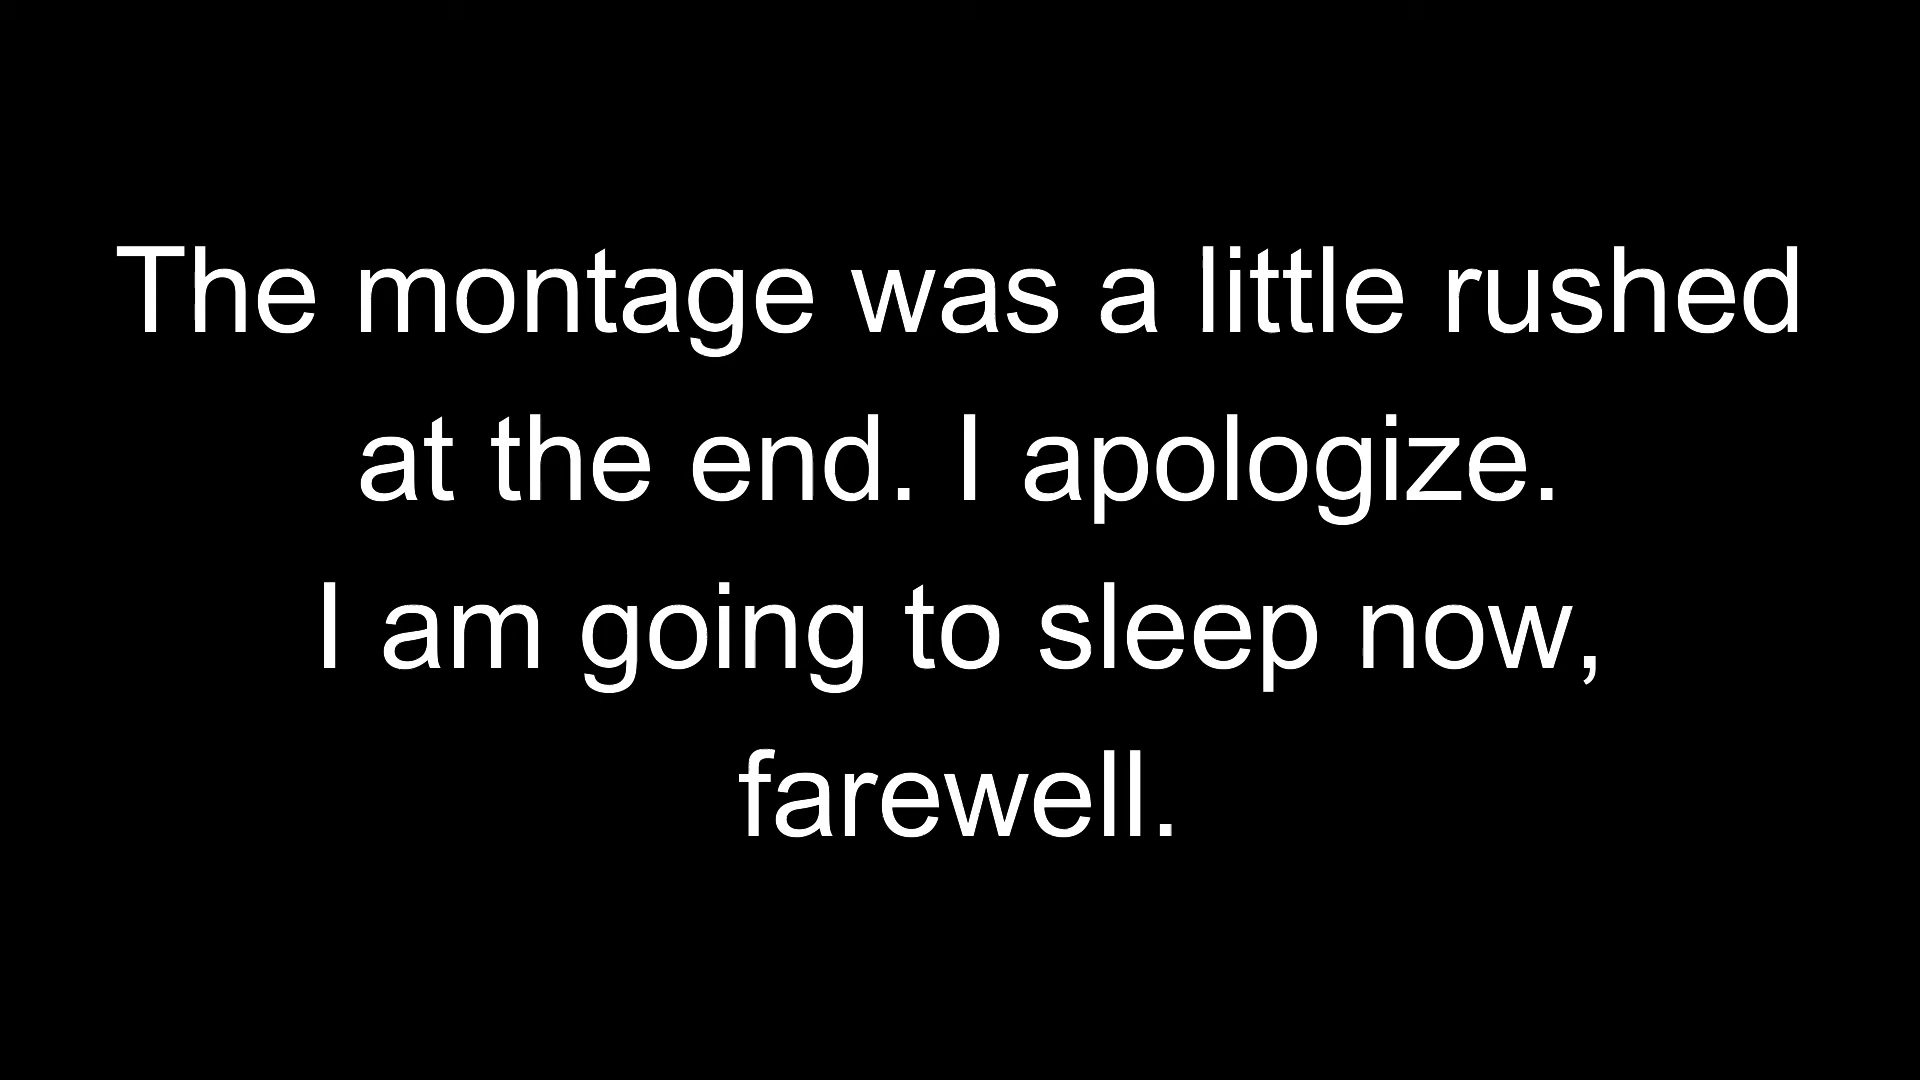 The montage was a little rushed
at the end. I apologize.
I am going to sleep now,
farewell.